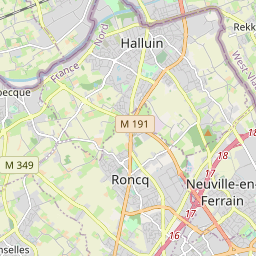 Rekk
Nord
Halluin
France
West-Vla
becque
M 191
18
M 349
18
Roncq
17
Neuville-en-
Ferrain
16
17
nselles
16